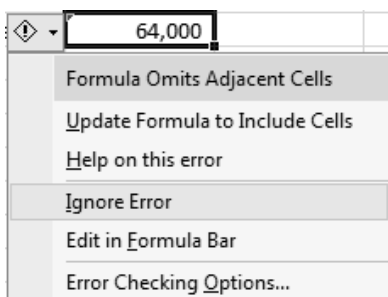 64,000
Formula Omits Adjacent Cells
Update Formula to Include Cells
Help on this error
Ignore Error
Edit in Formula Bar
Error Checking Options...